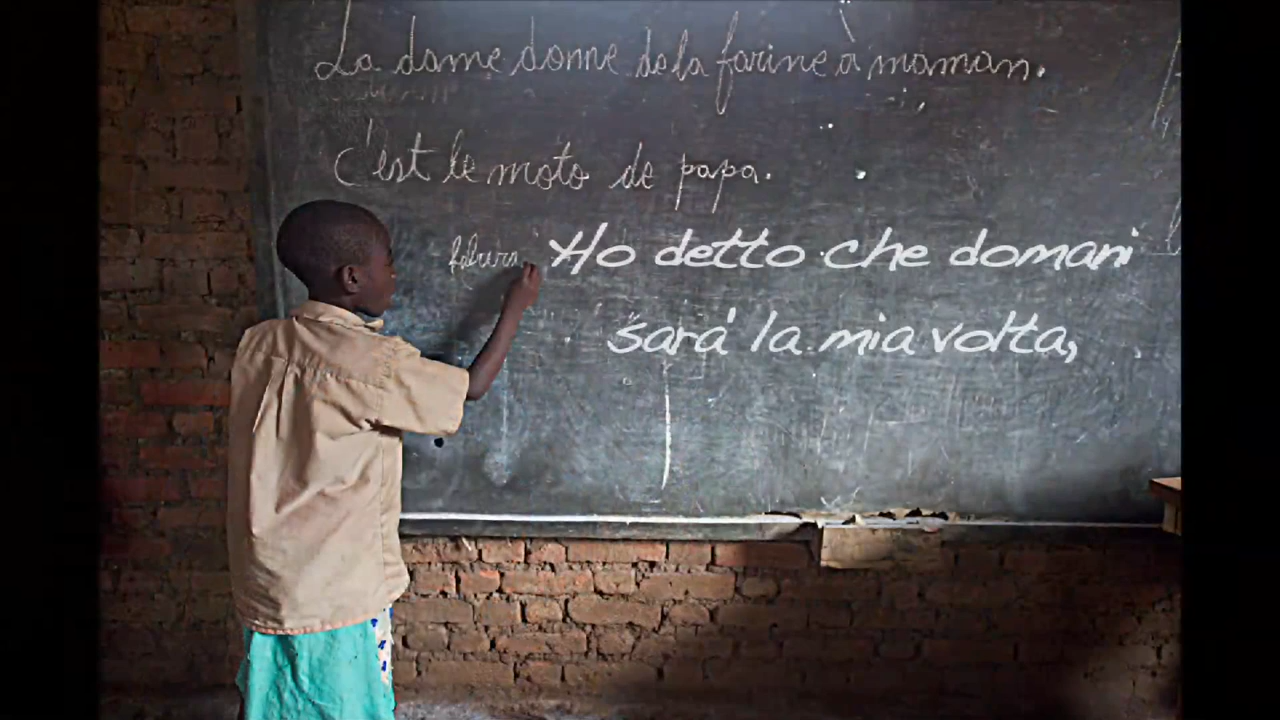 La dame donne de la farine à maman.
c'est le moto de papa.
Ho detto che domani
sara' la mia volta,